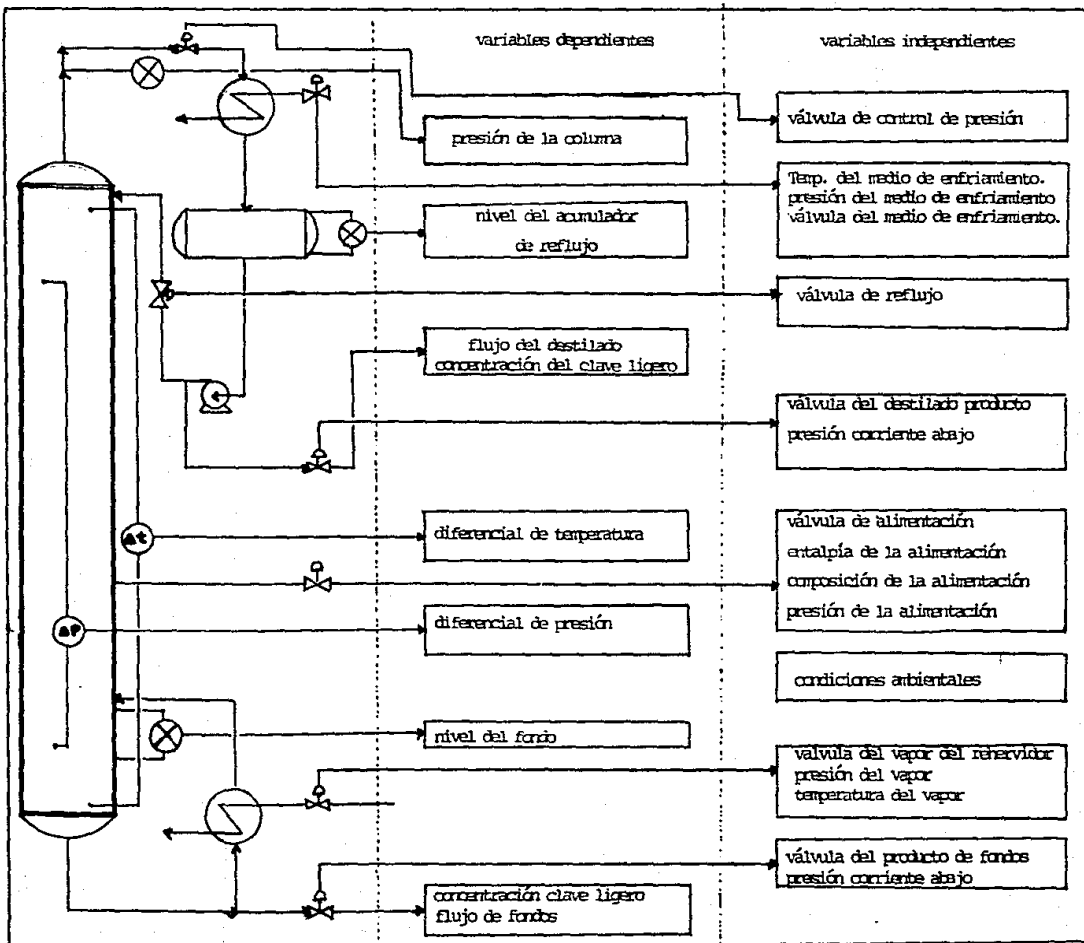 variables dependientes
variables independientes
válvula de control de presión
presión de la columna
Temp. del medio de enfriamiento.
presión del medio de enfriamiento
válvula del medio de enfriamiento.
nivel del acumulador
de reflujo
válvula de reflujo
flujo del destilado
concentración del clave ligero
válvula del destilado producto
presión corriente abajo
Δt
diferencial de temperatura
válvula de alimentación
entalpía de la alimentación
composición de la alimentación
presión de la alimentación
ΔP
diferencial de presión
condiciones ambientales
nivel del fondo
válvula del vapor del rehervidor
presión del vapor
temperatura del vapor
válvula del producto de fondos
presión corriente abajo
concentración clave ligero
flujo de fondos